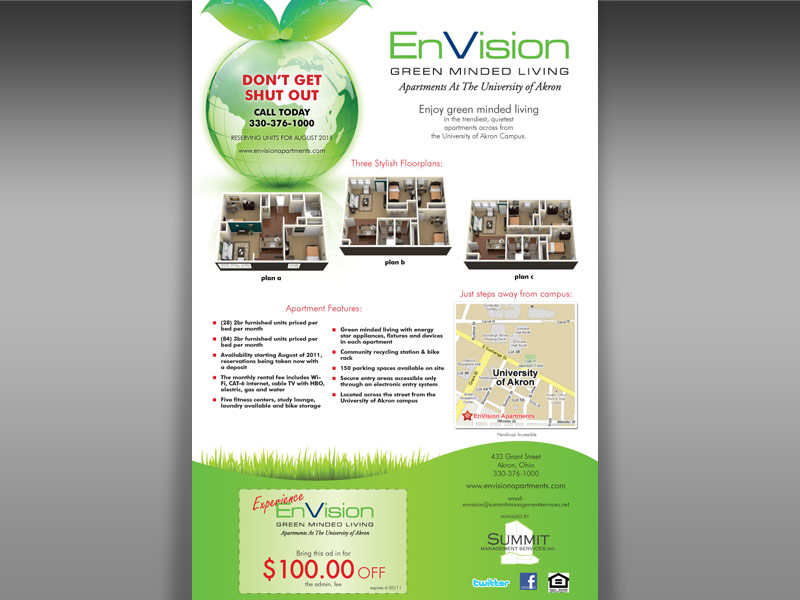 EnVision
GREEN MINDED LIVING
Apartments At The University of Akron
DON'T GET
SHUT OUT
CALL TODAY
330-376-1000
RESERVING UNITS FOR AUGUST 2011
www.envisionapartments.com
Enjoy green minded living
in the trendiest, quietest
apartments across from
the University of Akron Campus.
Three Stylish Floorplans:
plan a
plan b
plan c
Apartment Features:
(28) 2br furnished units priced per
bed per month
(84) 3br furnished units priced per
bed per month
Availability starting August of 2011,
reservations being taken now with
a deposit
The monthly rental fee includes Wi-
Fi, CAT-6 internet, cable TV with HBO,
electric, gas and water
Five fitness centers, study lounge,
laundry available and bike storage
Green minded living with energy
star appliances, fixtures and devices
in each apartment
Community recycling station & bike
rack
150 parking spaces available on site
Secure entry areas accessible only
through an electronic entry system
Located across the street from the
University of Akron campus
Just steps away from campus:
E Exchange St
Lot 38
University
of Akron
EnVision Apartments
Handicap Accessible
433 Grant Street
Akron, Ohio
330-376-1000
www.envisionapartments.com
email:
envision@summitmanagementservices.net
MANAGED BY:
SUMMIT
MANAGEMENT SERVICES, INC.
twitter
f
Experience
EnVision
GREEN MINDED LIVING
Apartments At The University of Akron
Bring this ad in for
$100.00 OFF
the admin. fee
expires 6/30/11